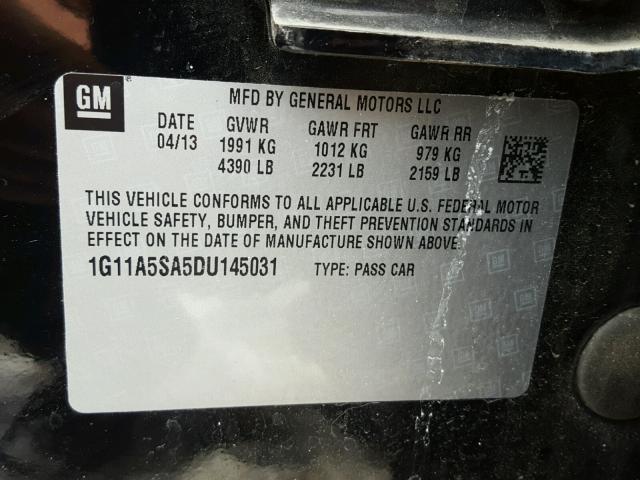 GM
MFD BY GENERAL MOTORS LLC
DATE GVWR GAWR FRT GAWR RR
04/13 1991 KG 1012 KG 979 KG
4390 LB 2231 LB 2159 LB
THIS VEHICLE CONFORMS TO ALL APPLICABLE U.S. FEDERAL MOTOR
VEHICLE SAFETY, BUMPER, AND THEFT PREVENTION STANDARDS IN
EFFECT ON THE DATE OF MANUFACTURE SHOWN ABOVE.
1G11A5SA5DU145031 TYPE: PASS CAR